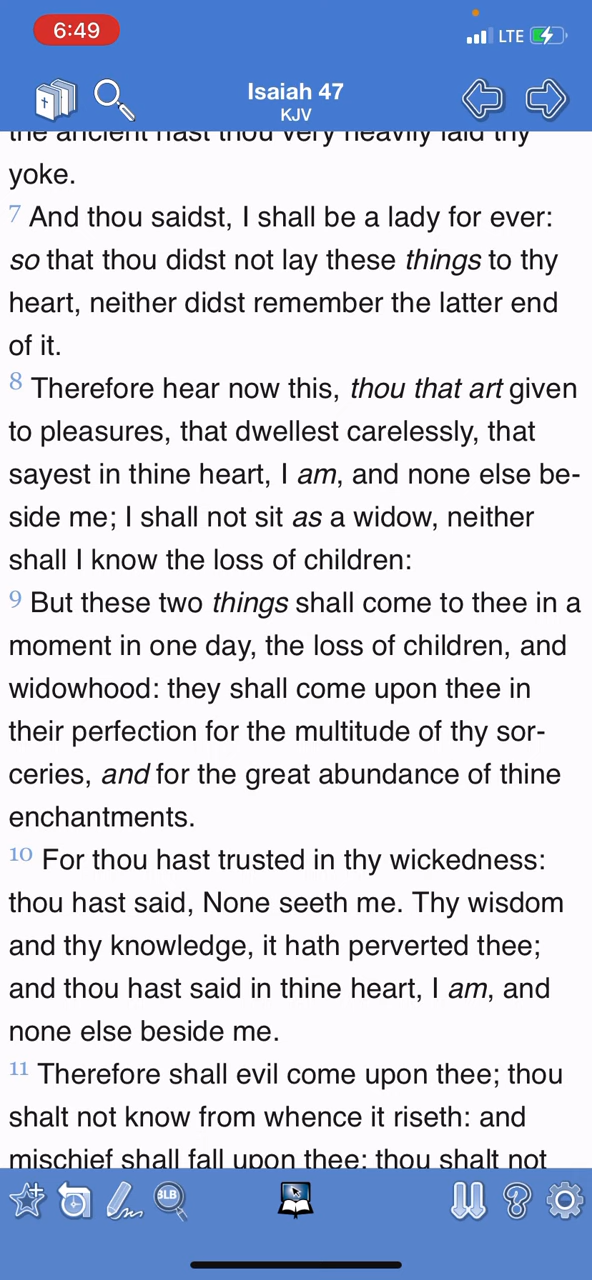 6:49
LTE
Isaiah 47
KJV
the ancient hast thou very heavily laid thy
yoke.
7 And thou saidst, I shall be a lady for ever:
so that thou didst not lay these things to thy
heart, neither didst remember the latter end
of it.
8 Therefore hear now this, thou that art given
to pleasures, that dwellest carelessly, that
sayest in thine heart, I am, and none else be-
side me; I shall not sit as a widow, neither
shall I know the loss of children:
9 But these two things shall come to thee in a
moment in one day, the loss of children, and
widowhood: they shall come upon thee in
their perfection for the multitude of thy sor-
ceries, and for the great abundance of thine
enchantments.
10 For thou hast trusted in thy wickedness:
thou hast said, None seeth me. Thy wisdom
and thy knowledge, it hath perverted thee;
and thou hast said in thine heart, I am, and
none else beside me.
11 Therefore shall evil come upon thee; thou
shalt not know from whence it riseth: and
mischief shall fall upon thee: thou shalt not
BLB